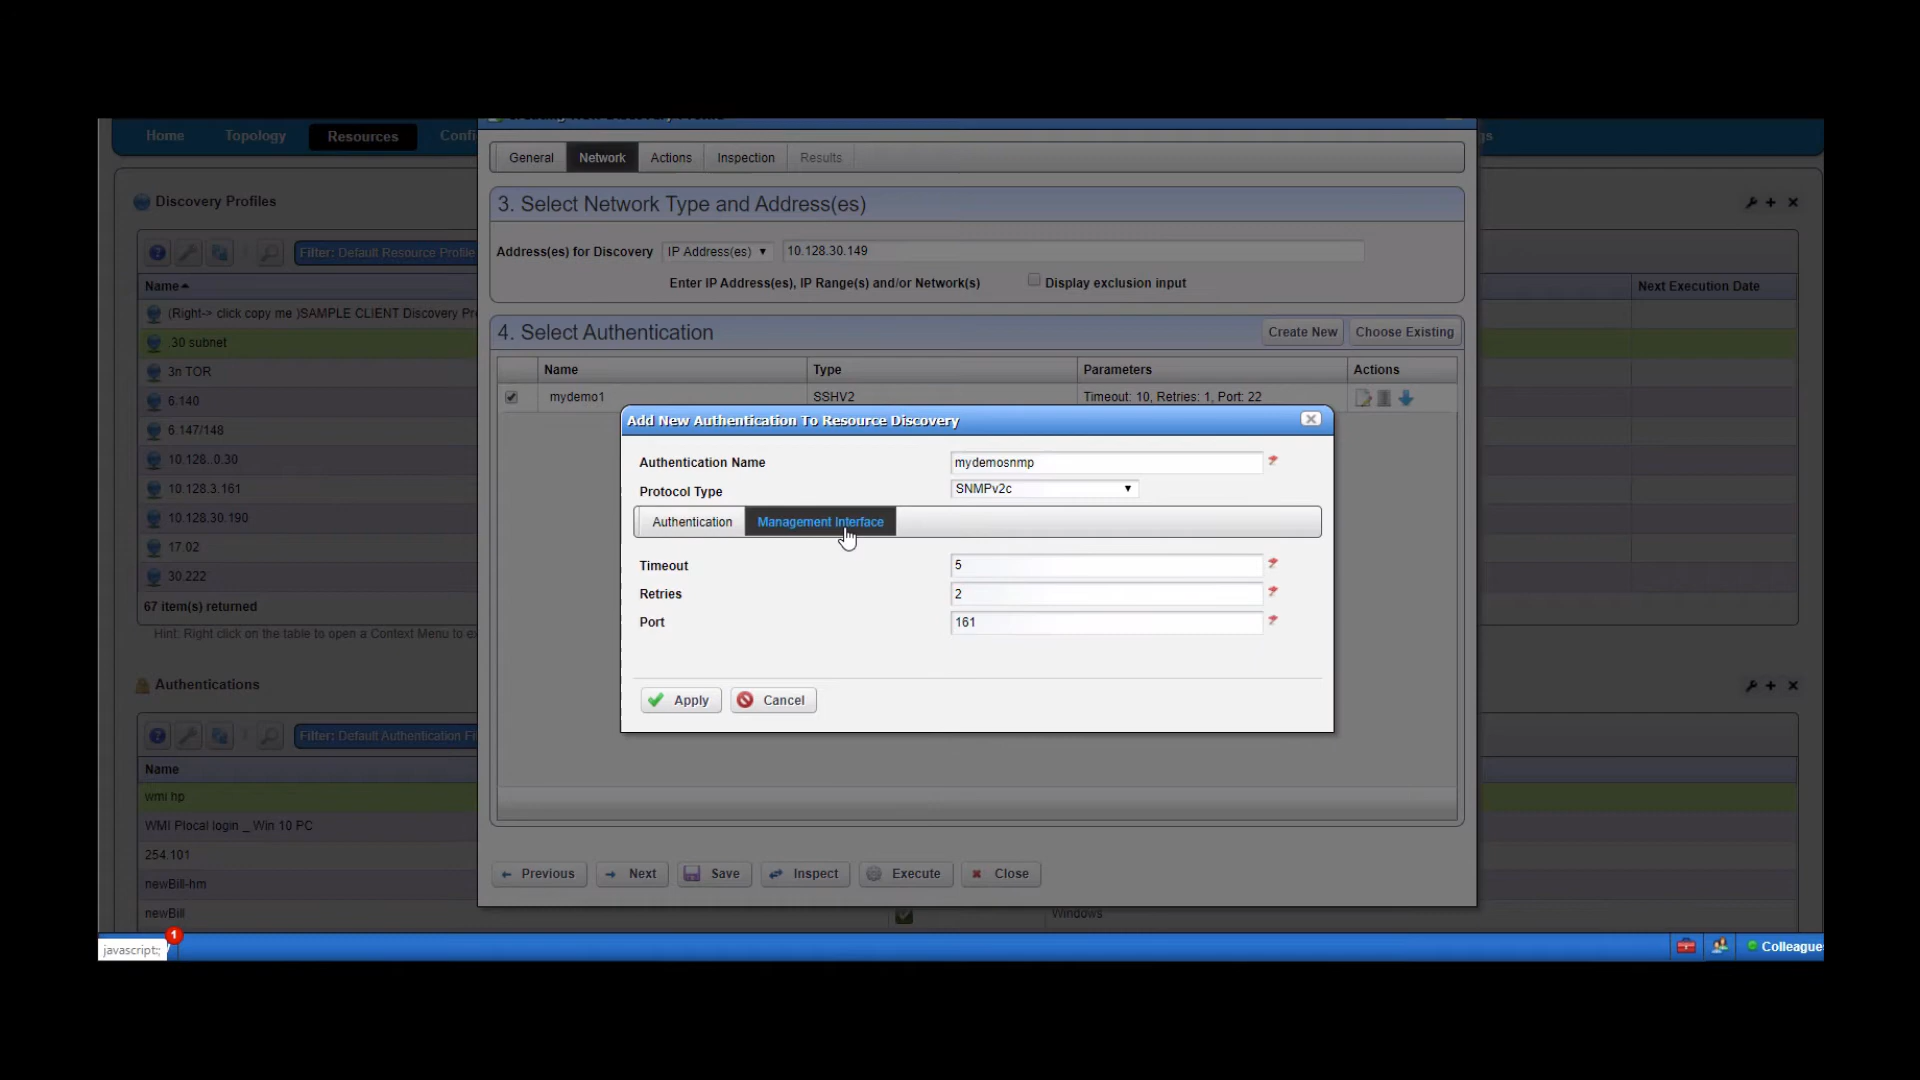 Home Topology Resources Confi gs
General Network Actions Inspection Results
3. Select Network Type and Address(es)
Discovery Profiles
Address(es) for Discovery IP Address(es) 10.128.30.149
Filter: Default Resource Profile
Enter IP Address(es), IP Range(s) and/or Network(s) Display exclusion input
Name Next Execution Date
(Right-> click copy me )SAMPLE CLIENT Discovery Pr
4. Select Authentication Create New Choose Existing
.30 subnet
Name Type Parameters Actions
3n TOR
mydemo1 SSHV2 Timeout: 10, Retries: 1, Port: 22
6.140
Add New Authentication To Resource Discovery
6.147/148
10.128..0.30
Authentication Name mydemosnmp
10.128.3.161
Protocol Type SNMPv2c
10.128.30.190
Authentication Management Interface
17.02
Timeout 5
30.222
Retries 2
67 item(s) returned
Port 161
Hint: Right click on the table to open a Context Menu to ex
Authentications
Apply Cancel
Filter: Default Authentication Fi
Name
wmi hp
WMI Plocal login _ Win 10 PC
254.101
Previous Next Save Inspect Execute Close
newBill-hm
newBill Windows
1
javascript:; Colleague